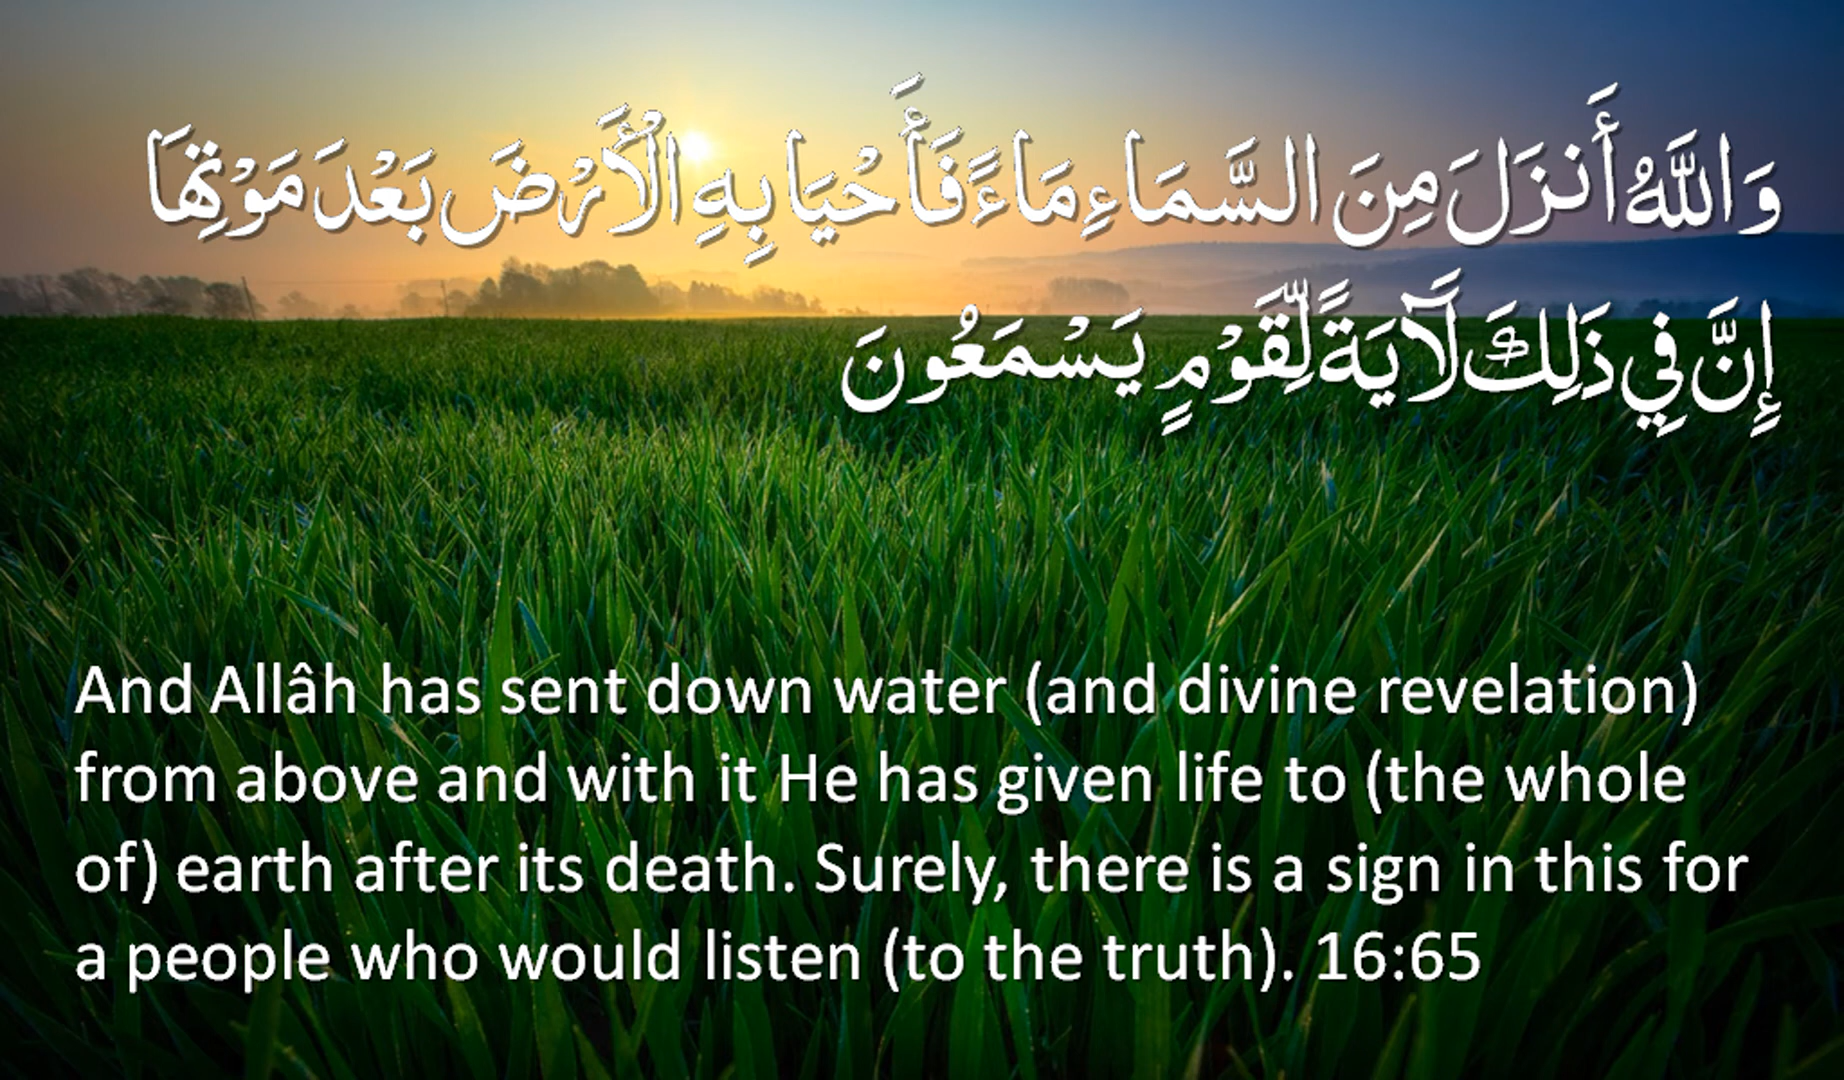 وَاللَّهُ أَنزَلَ مِنَ السَّمَاءِ مَاءً فَأَحْيَا بِهِ الْأَرْضَ بَعْدَ مَوْتِهَا
إِنَّ فِي ذَلِكَ لَآيَةً لِّقَوْمٍ يَسْمَعُونَ
And Allâh has sent down water (and divine revelation)
from above and with it He has given life to (the whole
of) earth after its death. Surely, there is a sign in this for
a people who would listen (to the truth). 16:65